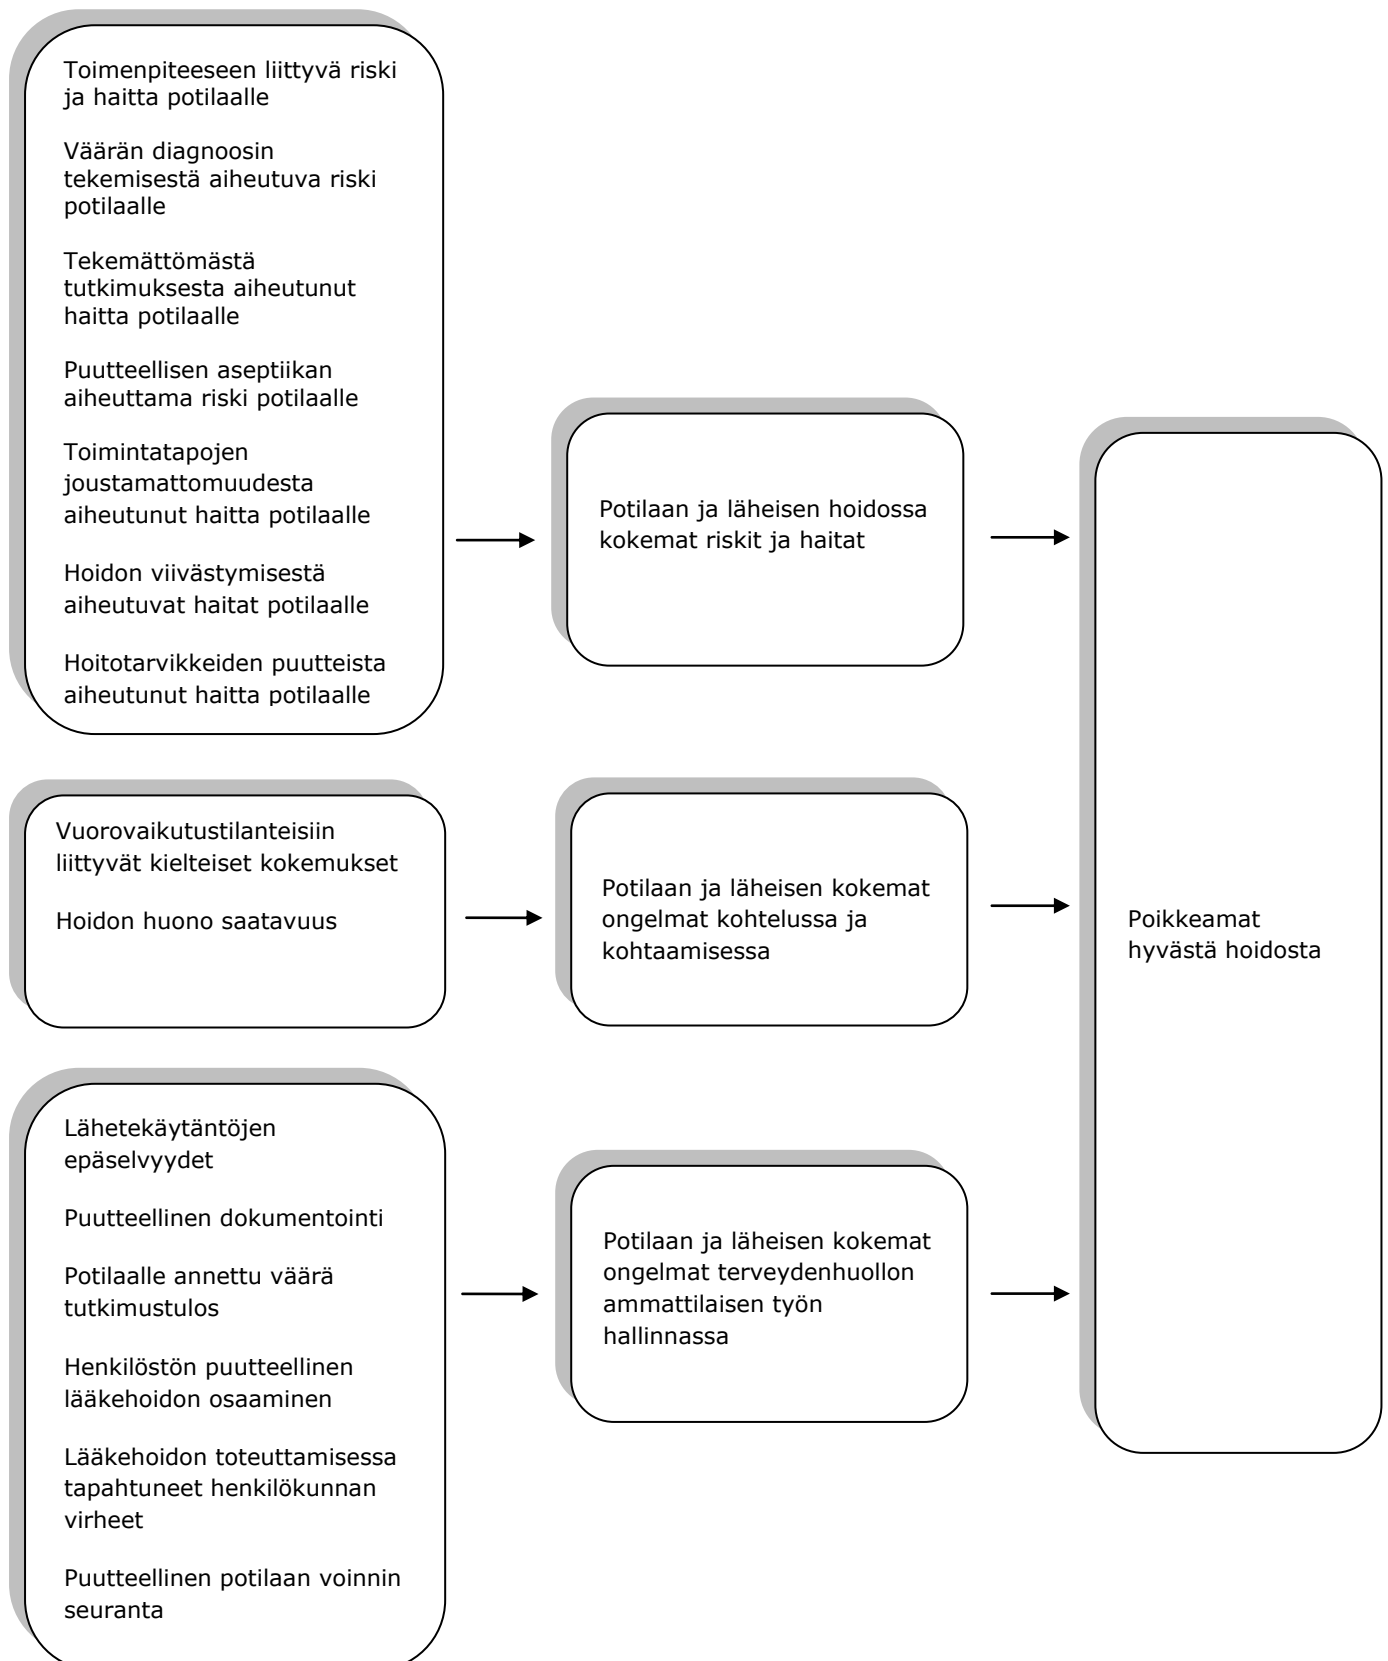 Toimenpiteeseen liittyvä riski
ja haitta potilaalle
Väärän diagnoosin
tekemisestä aiheutuva riski
potilaalle
Tekemättömästä
tutkimuksesta aiheutunut
haitta potilaalle
Puutteellisen aseptiikan
aiheuttama riski potilaalle
Toimintatapojen
joustamattomuudesta
aiheutunut haitta potilaalle
Hoidon viivästymisestä
aiheutuvat haitat potilaalle
Hoitotarvikkeiden puutteista
aiheutunut haitta potilaalle
Potilaan ja läheisen hoidossa
kokemat riskit ja haitat
Vuorovaikutustilanteisiin
liittyvät kielteiset kokemukset
Hoidon huono saatavuus
Potilaan ja läheisen kokemat
ongelmat kohtelussa ja
kohtaamisessa
Lähetekäytäntöjen
epäselvyydet
Puutteellinen dokumentointi
Potilaalle annettu väärä
tutkimustulos
Henkilöstön puutteellinen
lääkehoidon osaaminen
Lääkehoidon toteuttamisessa
tapahtuneet henkilökunnan
virheet
Puutteellinen potilaan voinnin
seuranta
Potilaan ja läheisen kokemat
ongelmat terveydenhuollon
ammattilaisen työn
hallinnassa
Poikkeamat
hyvästä hoidosta